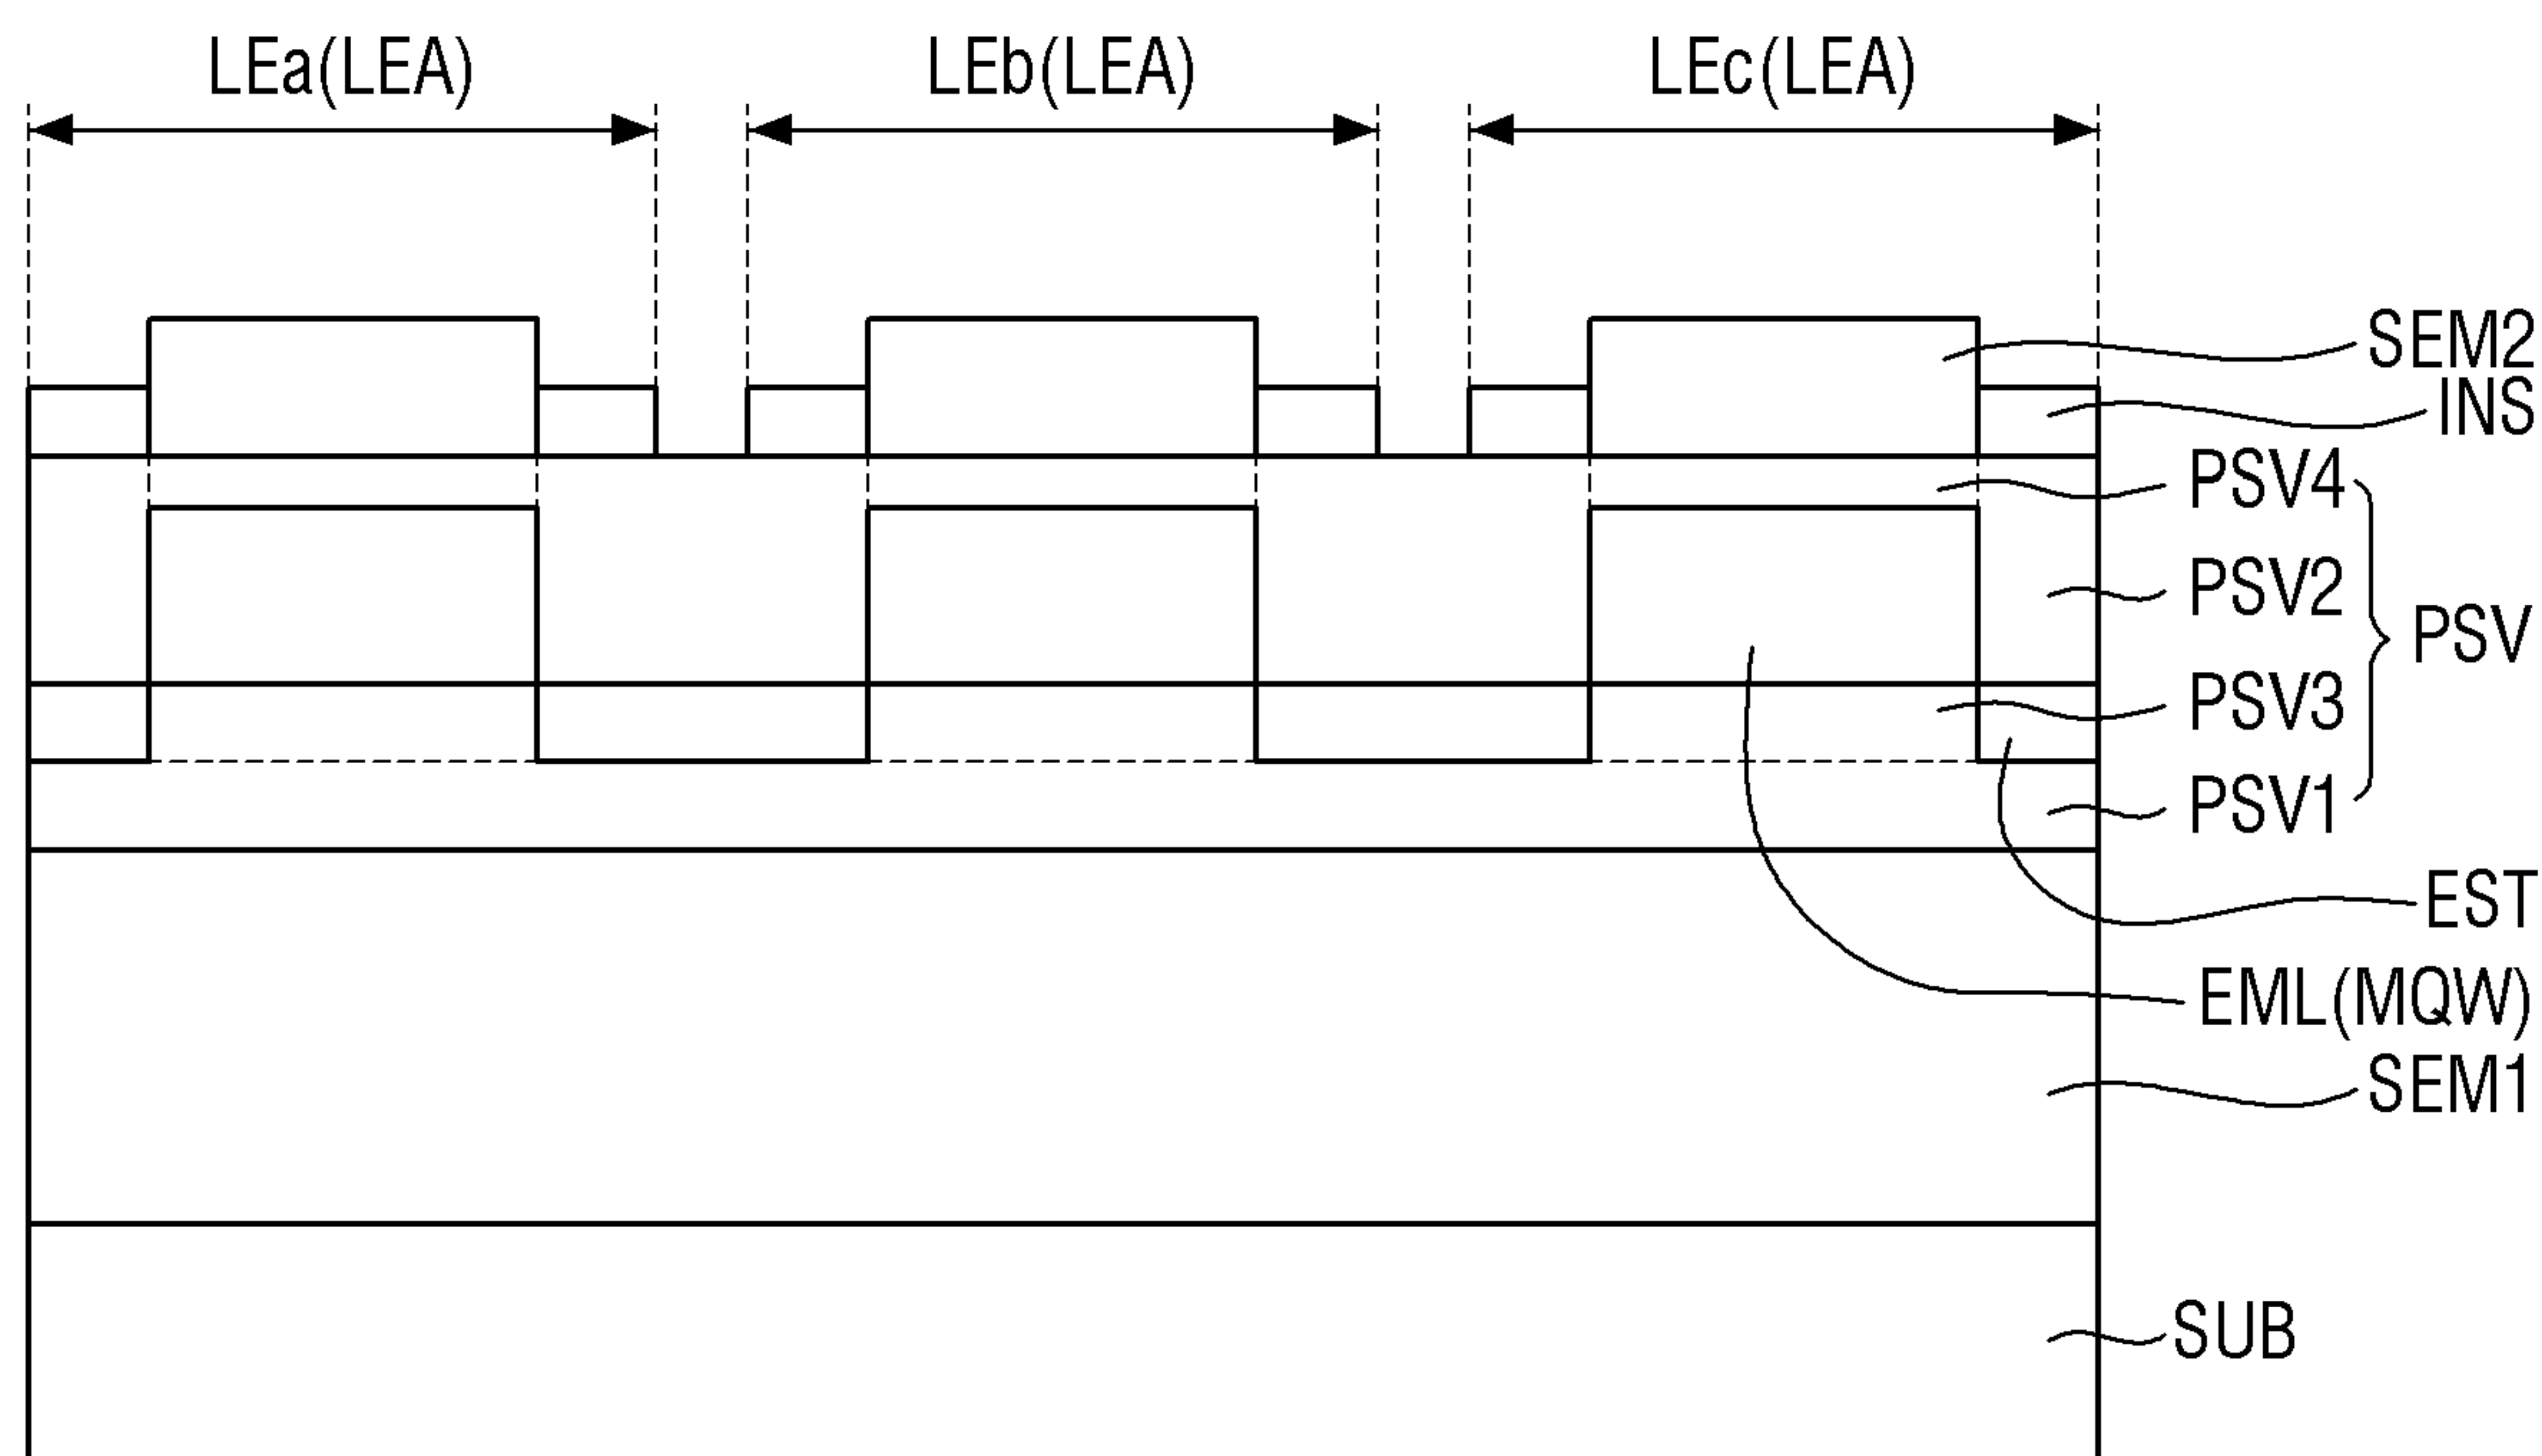 LEa(LEA) LEb(LEA) LEc(LEA)
SEM2
INS
PSV4
PSV2
PSV
PSV3
PSV1
EST
EML(MQW)
SEM1
SUB